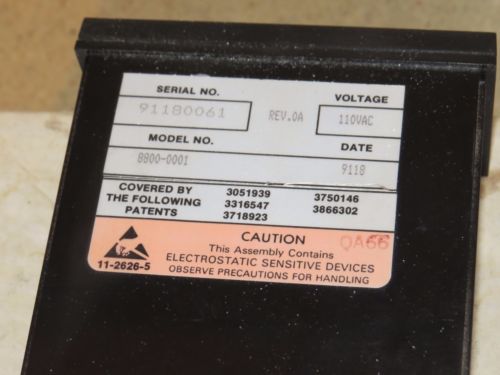 SERIAL NO.
VOLTAGE
91180061
REV.0A
110VAC
MODEL NO.
DATE
8800-0001
9118
COVERED BY 3051939 3750146
THE FOLLOWING 3316547 3866302
PATENTS 3718923
CAUTION
QA66
This Assembly Contains
ELECTROSTATIC SENSITIVE DEVICES
11-2626-5
OBSERVE PRECAUTIONS FOR HANDLING